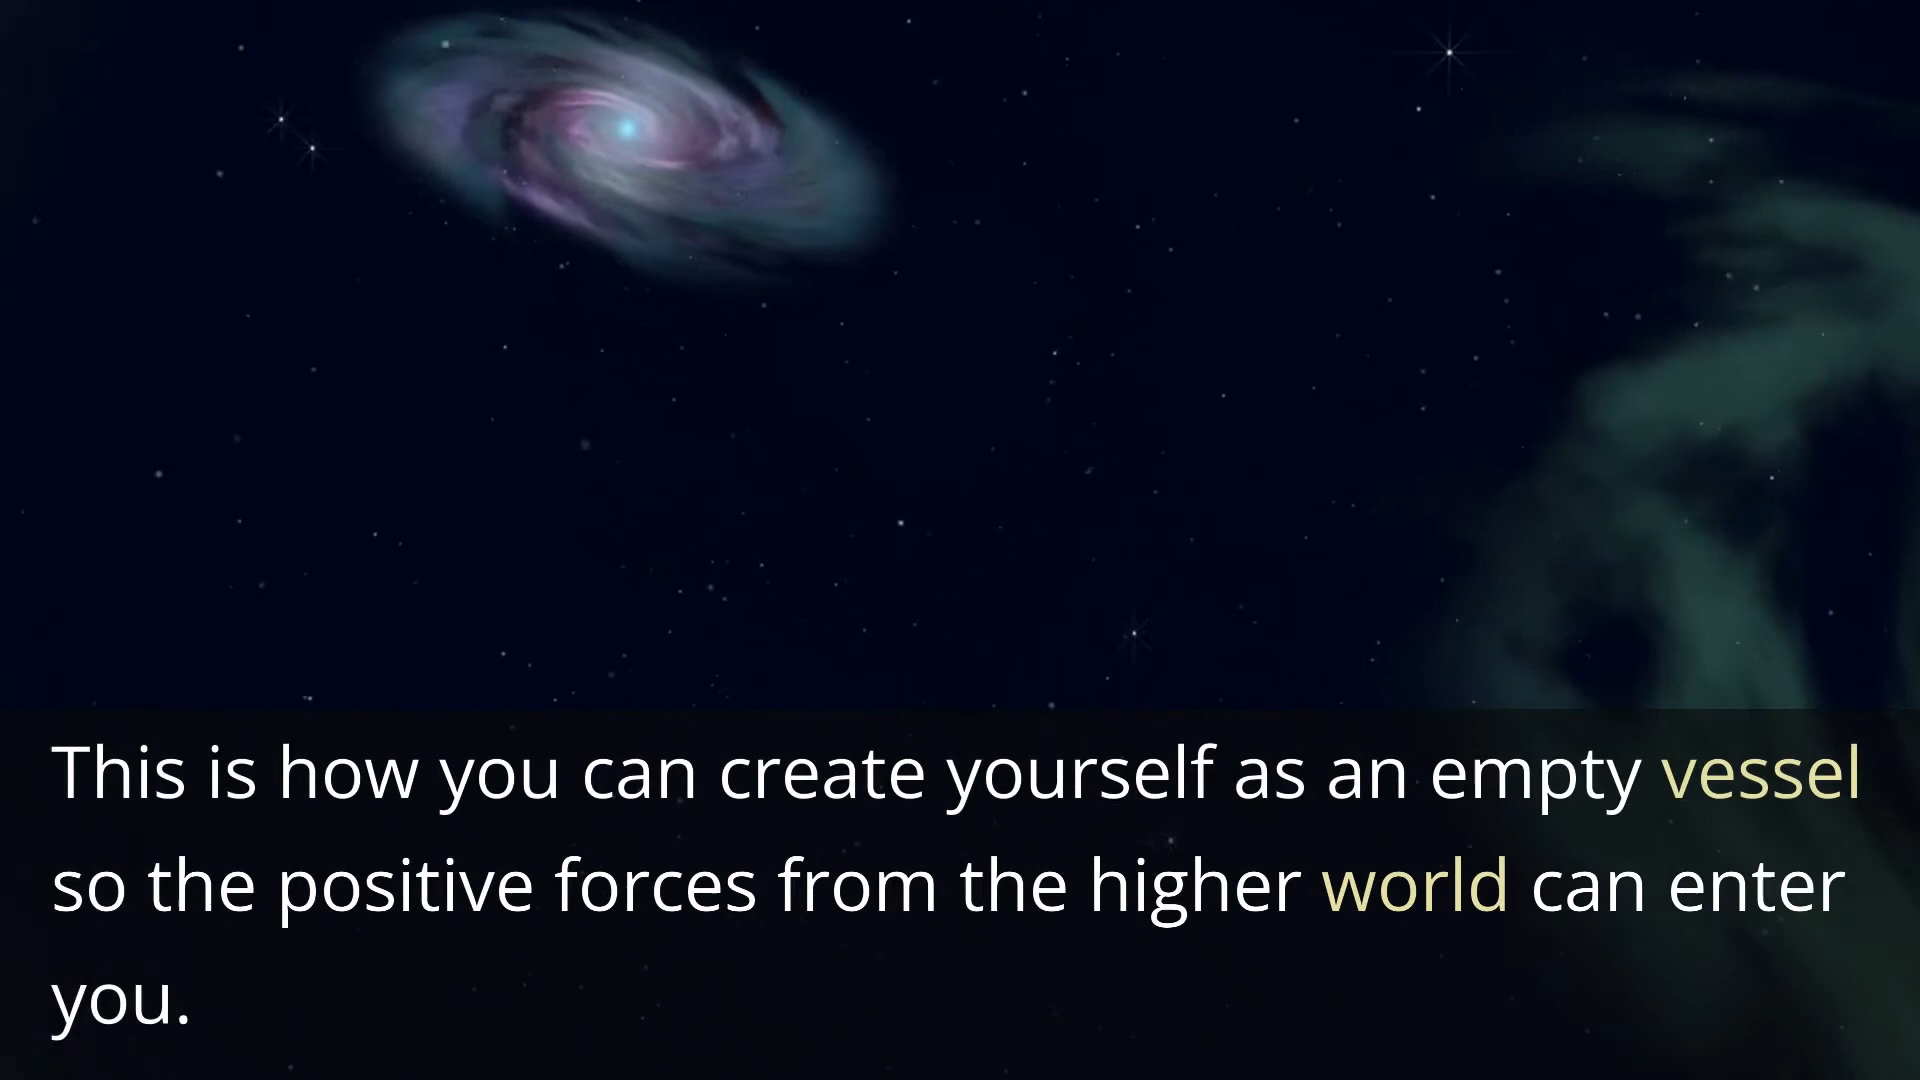 This is how you can create yourself as an empty vessel
so the positive forces from the higher world can enter
you.